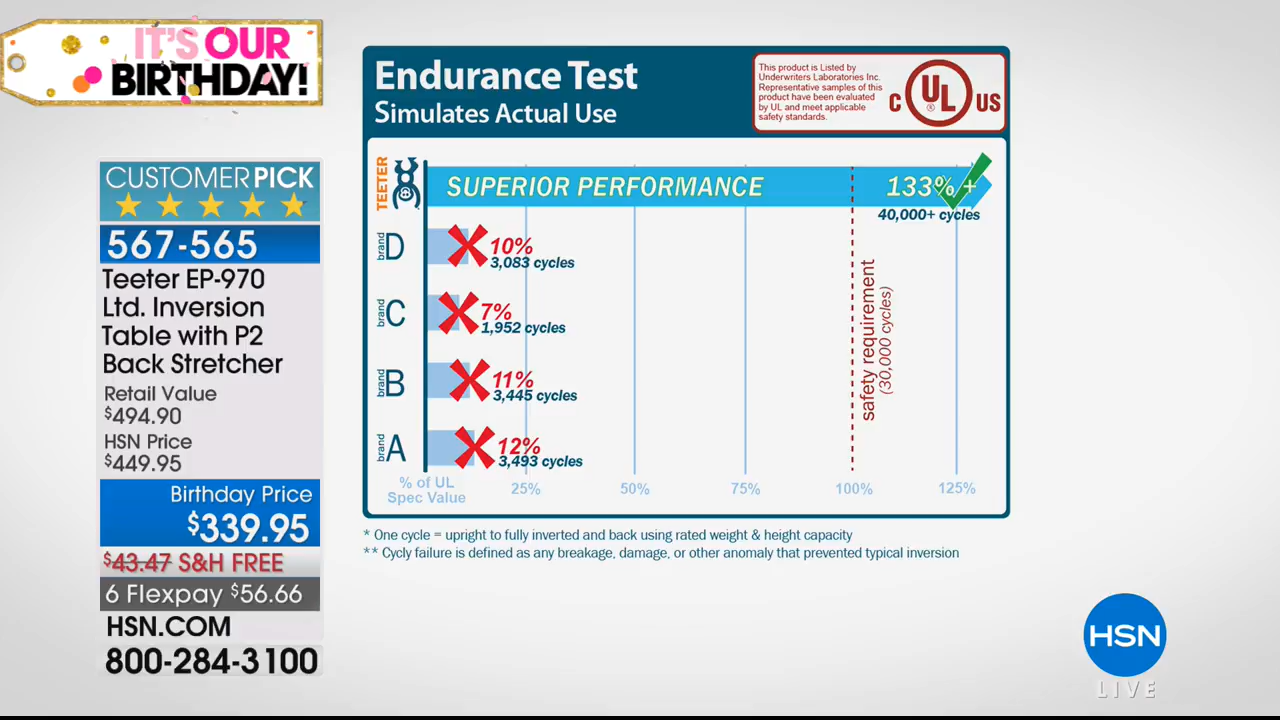 IT'S OUR
BIRTHDAY!
CUSTOMER PICK
567-565
Teeter EP-970
Ltd. Inversion
Table with P2
Back Stretcher
Retail Value
$494.90
HSN Price
$449.95
Birthday Price
$339.95
$43.47 S&H FREE
6 Flexpay $56.66
HSN.COM
800-284-3100
Endurance Test
Simulates Actual Use
This product is Listed by
Underwriters Laboratories Inc.
Representative samples of this
product have been evaluated
by UL and meet applicable
safety standards.
C UL® US
TEETER
SUPERIOR PERFORMANCE
133%+
40,000+ cycles
brand D
10%
3,083 cycles
brand C
7%
1,952 cycles
brand B
11%
3,445 cycles
brand A
12%
3,493 cycles
safety requirement
(30,000 cycles)
% of UL
Spec Value
25%
50%
75%
100%
125%
* One cycle = upright to fully inverted and back using rated weight & height capacity
** Cycly failure is defined as any breakage, damage, or other anomaly that prevented typical inversion
HSN
LIVE